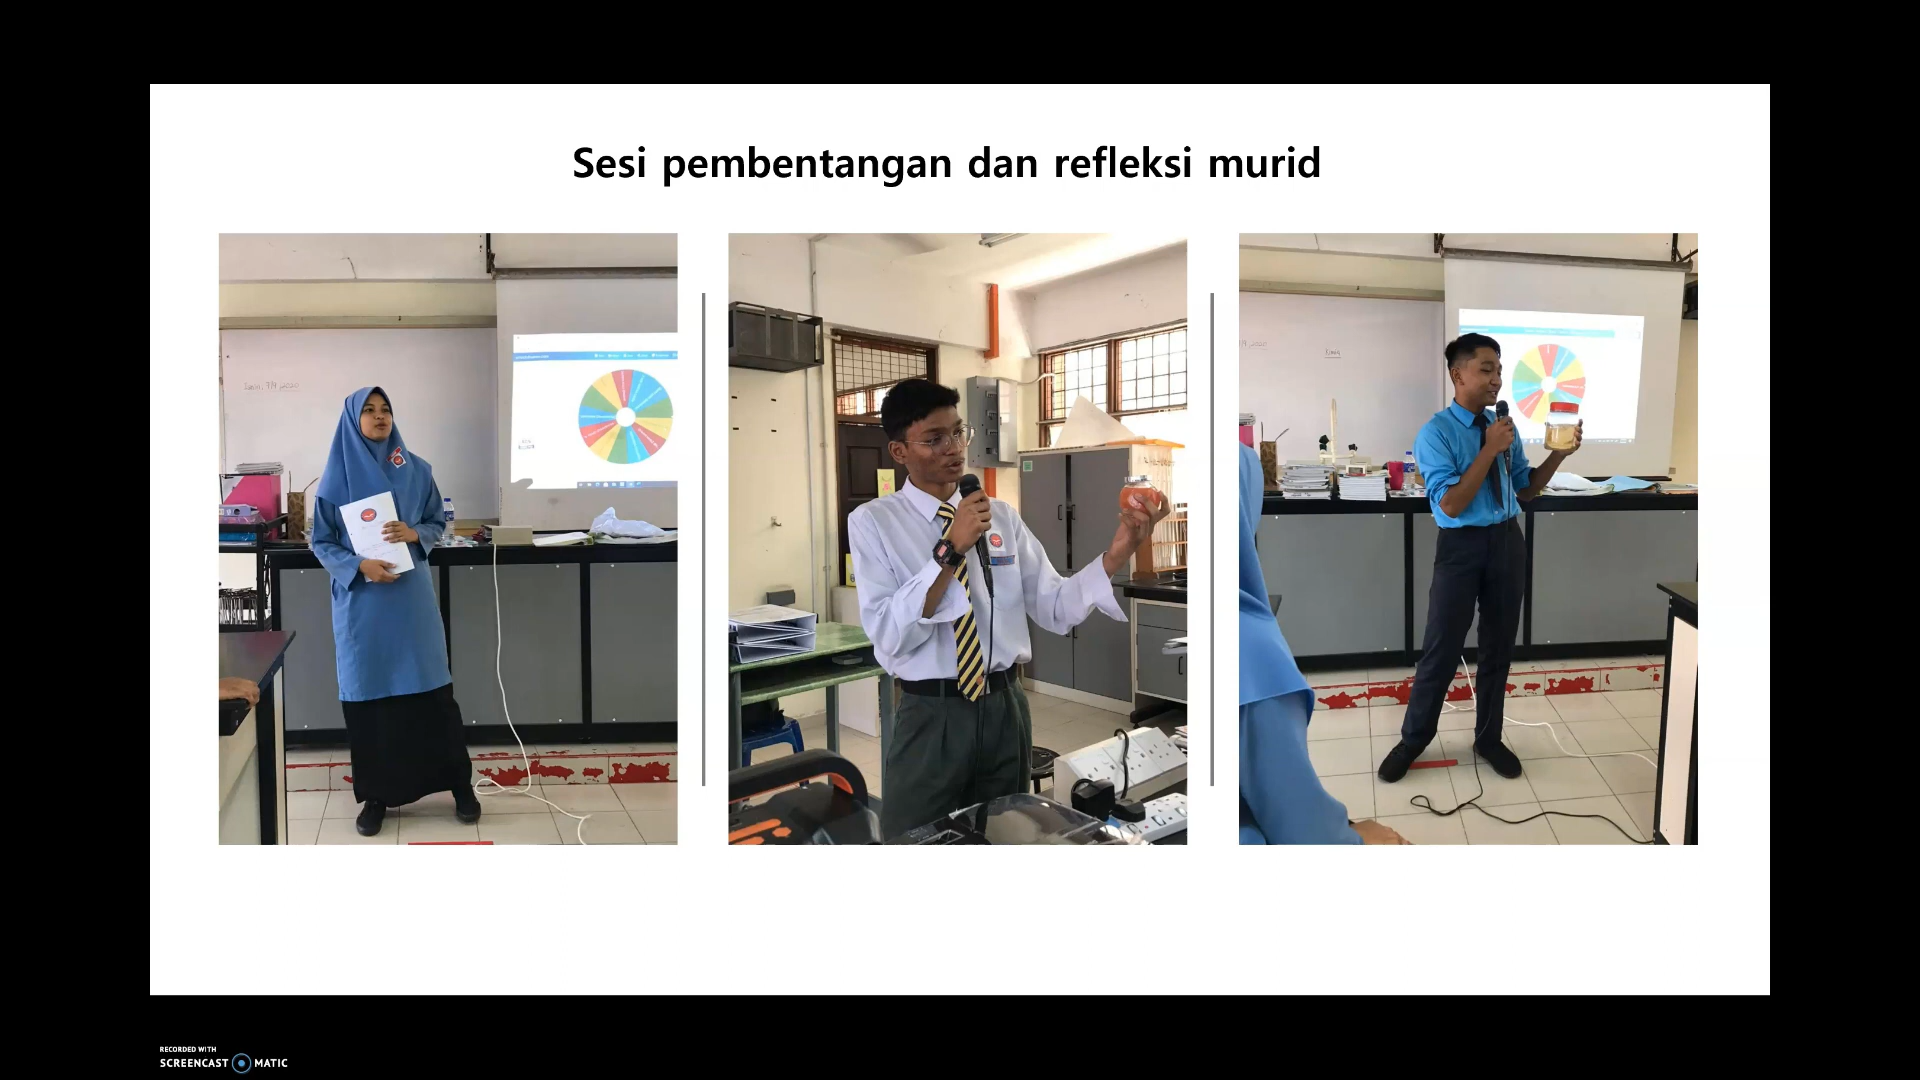 Sesi pembentangan dan refleksi murid
RECORDED WITH
SCREENCAST MATIC